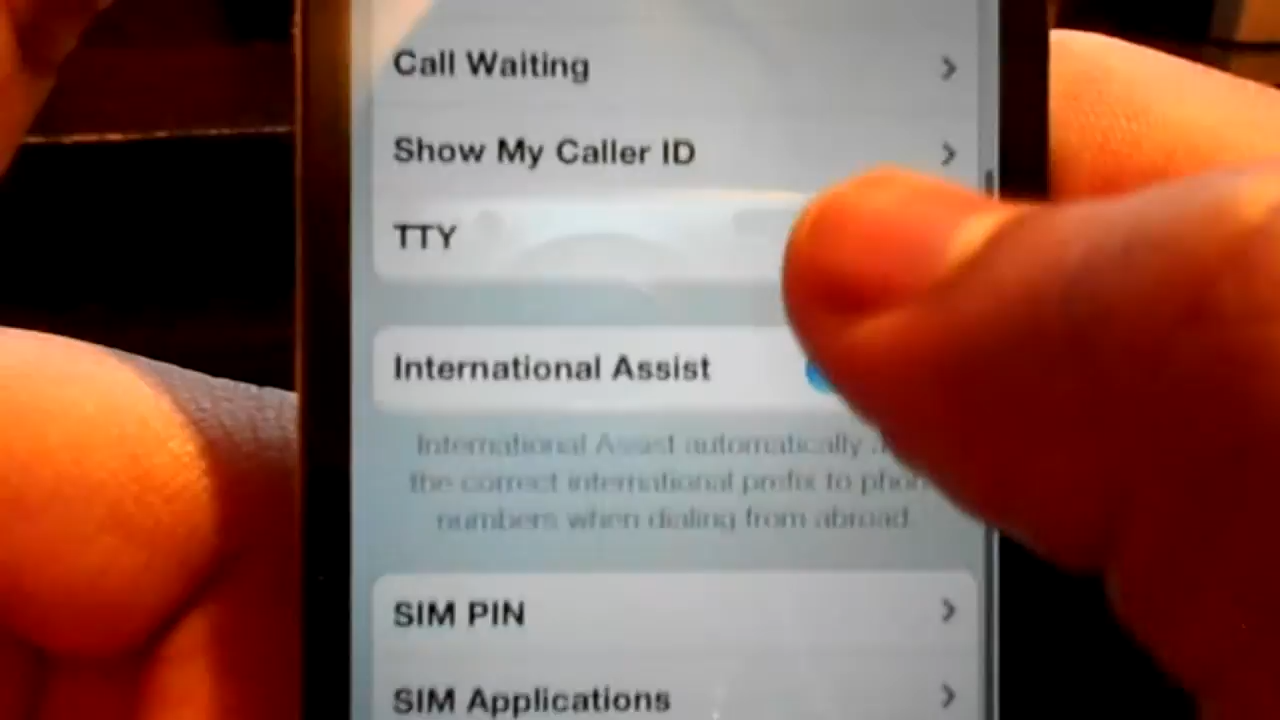 Call Waiting
Show My Caller ID
TTY
International Assist
International Assist automatically
the correct international prefix to
numbers when dialing from abroad.
SIM PIN
SIM Applications